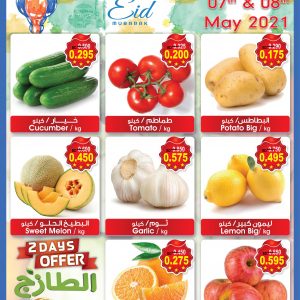 Eid
MUBARAK
07th & 08th
May 2021
0.295
0.200
0.175
خيار / كيلو
Cucumber / kg
طماطم / كيلو
Tomato / kg
البطاطس / كيلو
Potato Big / kg
0.450
0.575
0.495
البطيخ الحلو / كيلو
Sweet Melon / kg
ثوم / كيلو
Garlic / kg
ليمون كبير / كيلو
Lemon Big / kg
2 DAYS
OFFER
الطازج
0.275
0.595